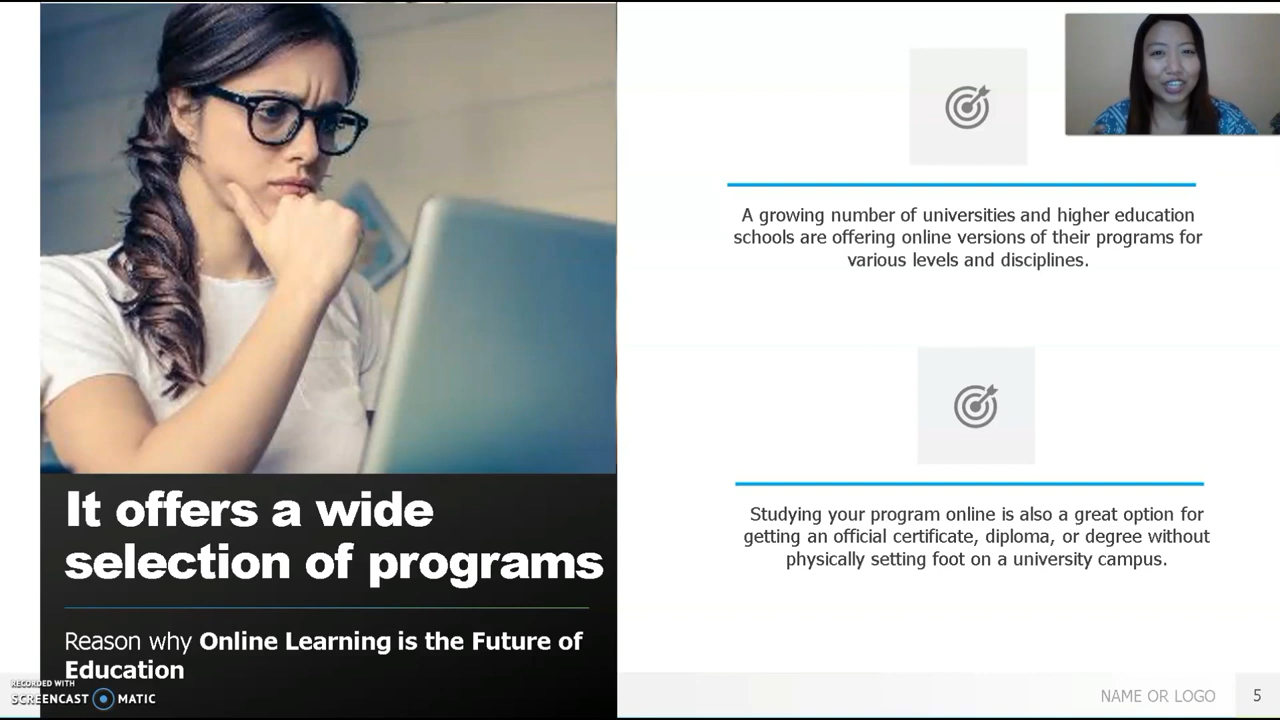 It offers a wide
selection of programs
Reason why Online Learning is the Future of
Education
RECORDED WITH
SCREENCAST MATIC
A growing number of universities and higher education
schools are offering online versions of their programs for
various levels and disciplines.
Studying your program online is also a great option for
getting an official certificate, diploma, or degree without
physically setting foot on a university campus.
NAME OR LOGO
5